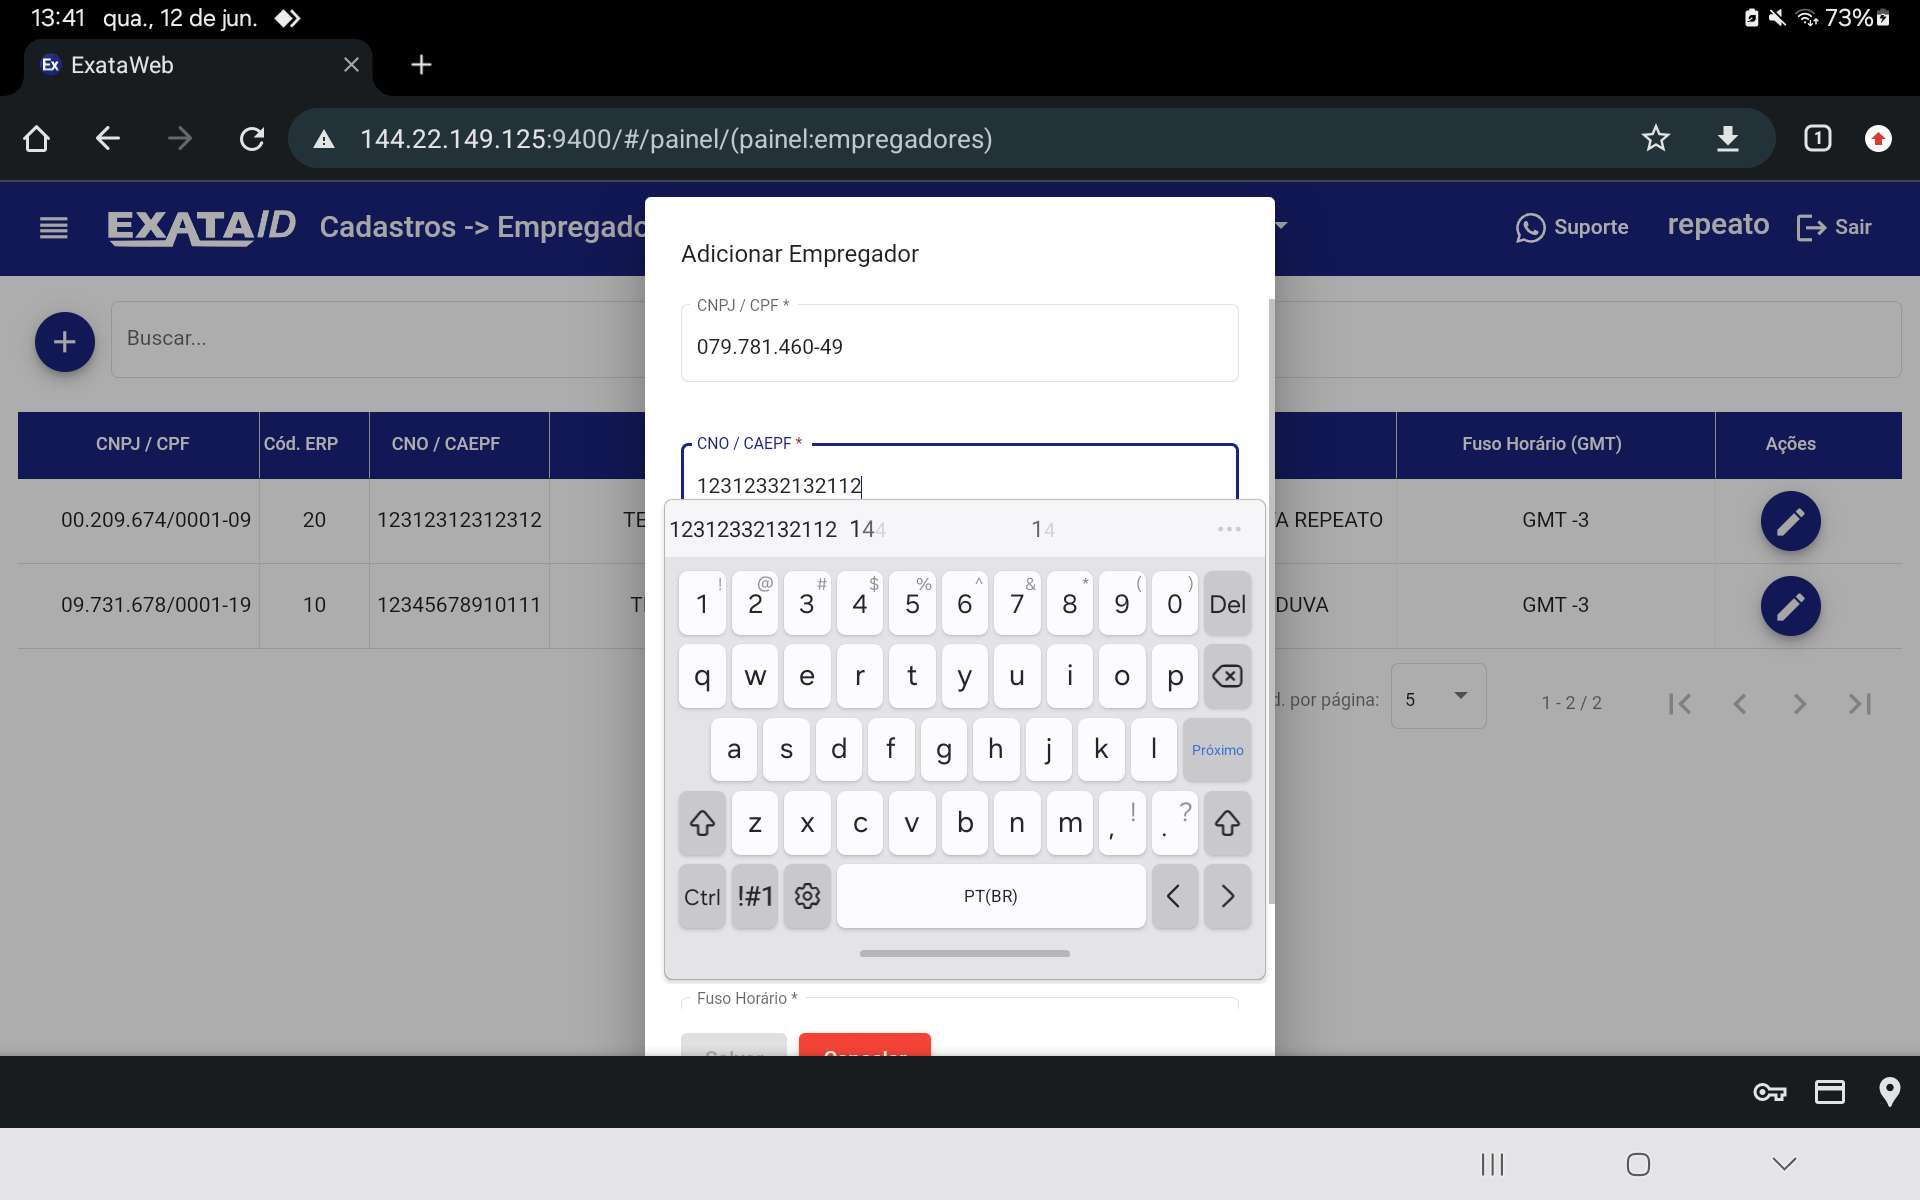 13:41 qua., 12 de jun.
73%
Ex ExataWeb
144.22.149.125:9400/#/painel/(painel:empregadores)
1
EXATAID
Cadastros -> Empregado
Suporte
repeato
Sair
Buscar...
CNPJ / CPF Cód. ERP CNO / CAEPF Fuso Horário (GMT) Ações
00.209.674/0001-09 20 12312312312312 TE A REPEATO GMT -3
09.731.678/0001-19 10 12345678910111 T DUVA GMT -3
d. por página: 5 1 - 2 / 2
Adicionar Empregador
CNPJ / CPF *
079.781.460-49
CNO / CAEPF *
12312332132112
12312332132112 144 14 ...
! @ # $ % ^ & * ( )
1 2 3 4 5 6 7 8 9 0 Del
q w e r t y u i o p
a s d f g h j k l Próximo
z x c v b n m , ! . ?
Ctrl !#1 PT(BR) < >
Fuso Horário *
Salvar Cancelar